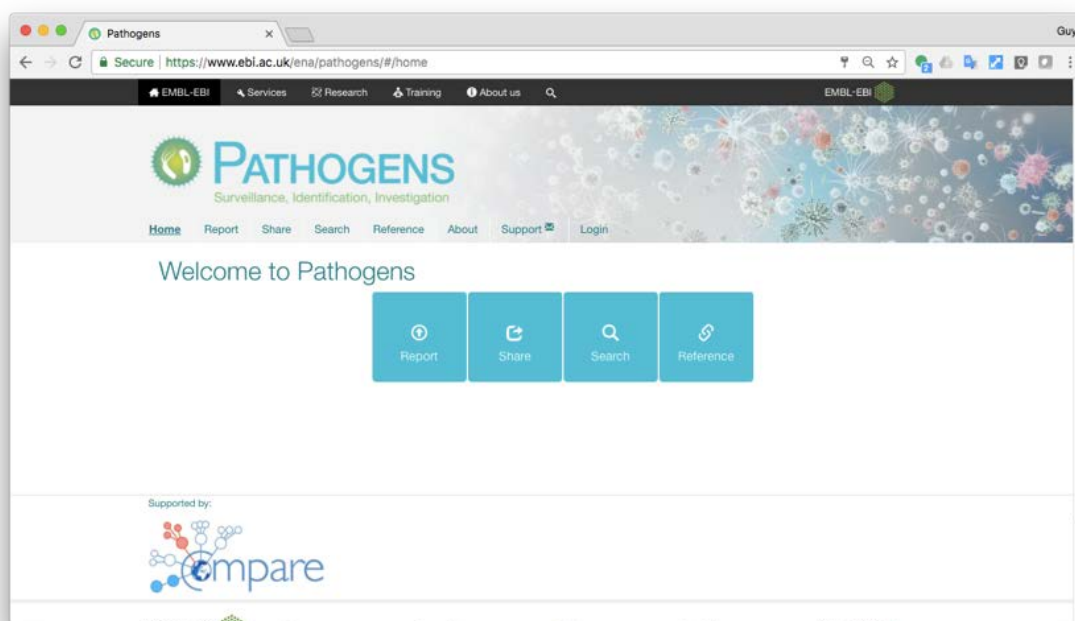 Pathogens
Guy
Secure | https://www.ebi.ac.uk/ena/pathogens/#/home
EMBL-EBI Services Research Training About us EMBL-EBI
PATHOGENS
Surveillance, Identification, Investigation
Home Report Share Search Reference About Support Login
Welcome to Pathogens
Report Share Search Reference
Supported by:
Compare